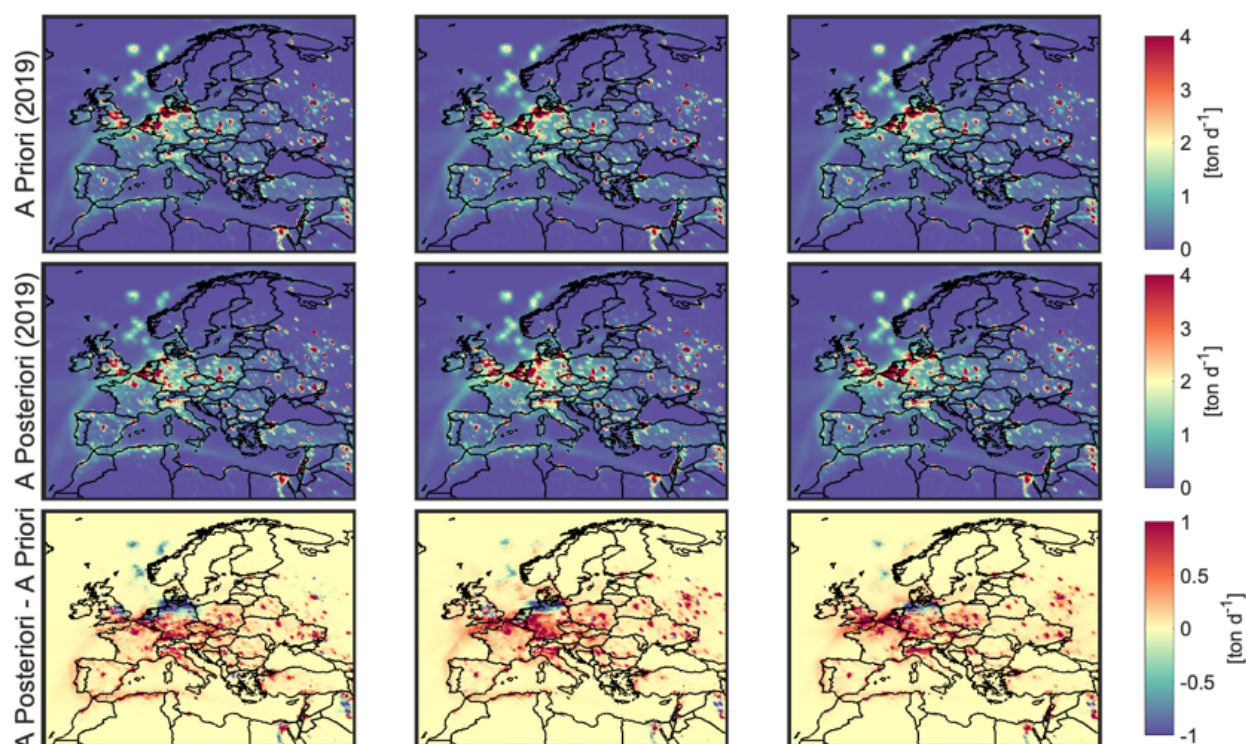 A Priori (2019)
4
3
2
1
0
[ton d⁻¹]
A Posteriori (2019)
4
3
2
1
0
[ton d⁻¹]
A Posteriori - A Priori
1
0.5
0
-0.5
-1
[ton d⁻¹]